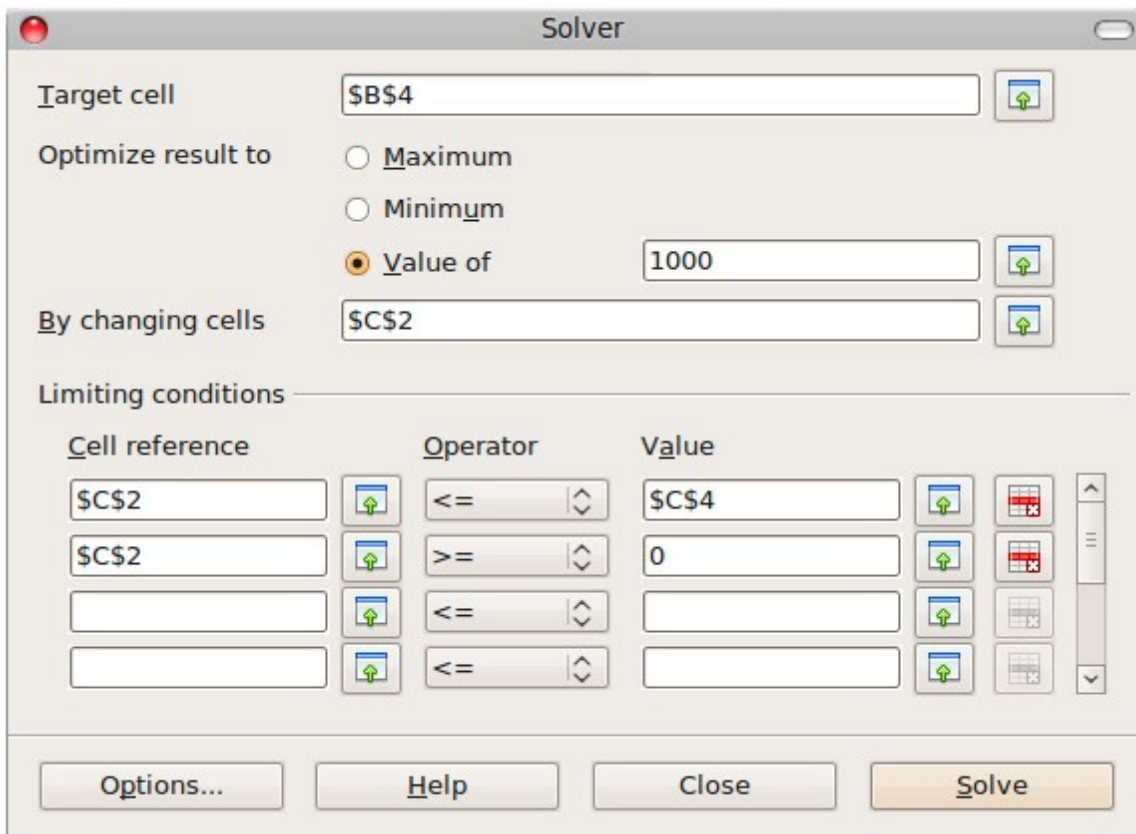 Solver
Target cell $B$4
Optimize result to Maximum
Minimum
Value of 1000
By changing cells $C$2
Limiting conditions
Cell reference Operator Value
$C$2 <= $C$4
$C$2 >= 0
<=
<=
Options... Help Close Solve